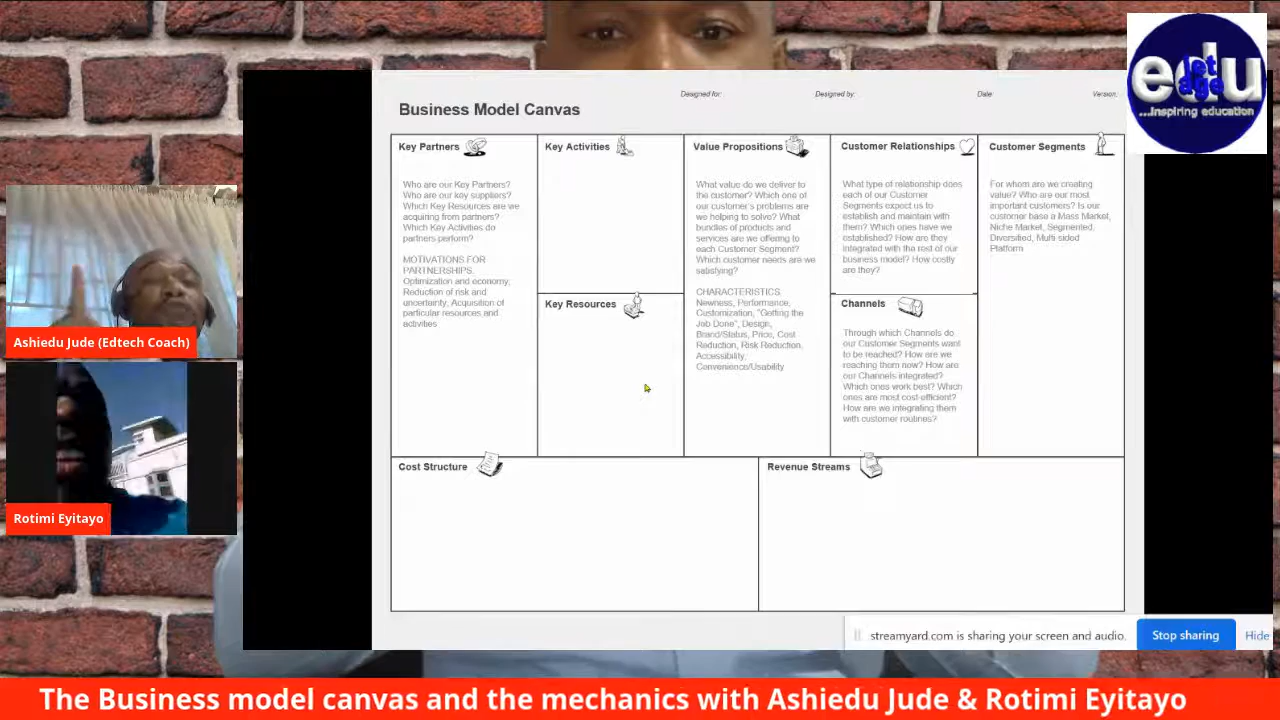 Designed for:
Designed by:
Date:
Version:
Business Model Canvas
Key Partners
Who are our Key Partners?
Who are our key suppliers?
Which Key Resources are we
acquiring from partners?
Which Key Activities do
partners perform?
MOTIVATIONS FOR
PARTNERSHIPS:
Optimization and economy,
Reduction of risk and
uncertainty, Acquisition of
particular resources and
activities
Key Activities
Key Resources
Value Propositions
What value do we deliver to
the customer? Which one of
our customer's problems are
we helping to solve? What
bundles of products and
services are we offering to
each Customer Segment?
Which customer needs are we
satisfying?
CHARACTERISTICS:
Newness, Performance,
Customization, "Getting the
Job Done", Design,
Brand/Status, Price, Cost
Reduction, Risk Reduction,
Accessibility,
Convenience/Usability
Customer Relationships
What type of relationship does
each of our Customer
Segments expect us to
establish and maintain with
them? Which ones have we
established? How are they
integrated with the rest of our
business model? How costly
are they?
Channels
Through which Channels do
our Customer Segments want
to be reached? How are we
reaching them now? How are
our Channels integrated?
Which ones work best? Which
ones are most cost-efficient?
How are we integrating them
with customer routines?
Customer Segments
For whom are we creating
value? Who are our most
important customers? Is our
customer base a Mass Market,
Niche Market, Segmented,
Diversified, Multi-sided
Platform
Cost Structure
Revenue Streams
edu
jet
age
...inspiring education
Ashiedu Jude (Edtech Coach)
Rotimi Eyitayo
streamyard.com is sharing your screen and audio.
Stop sharing
Hide
The Business model canvas and the mechanics with Ashiedu Jude & Rotimi Eyitayo